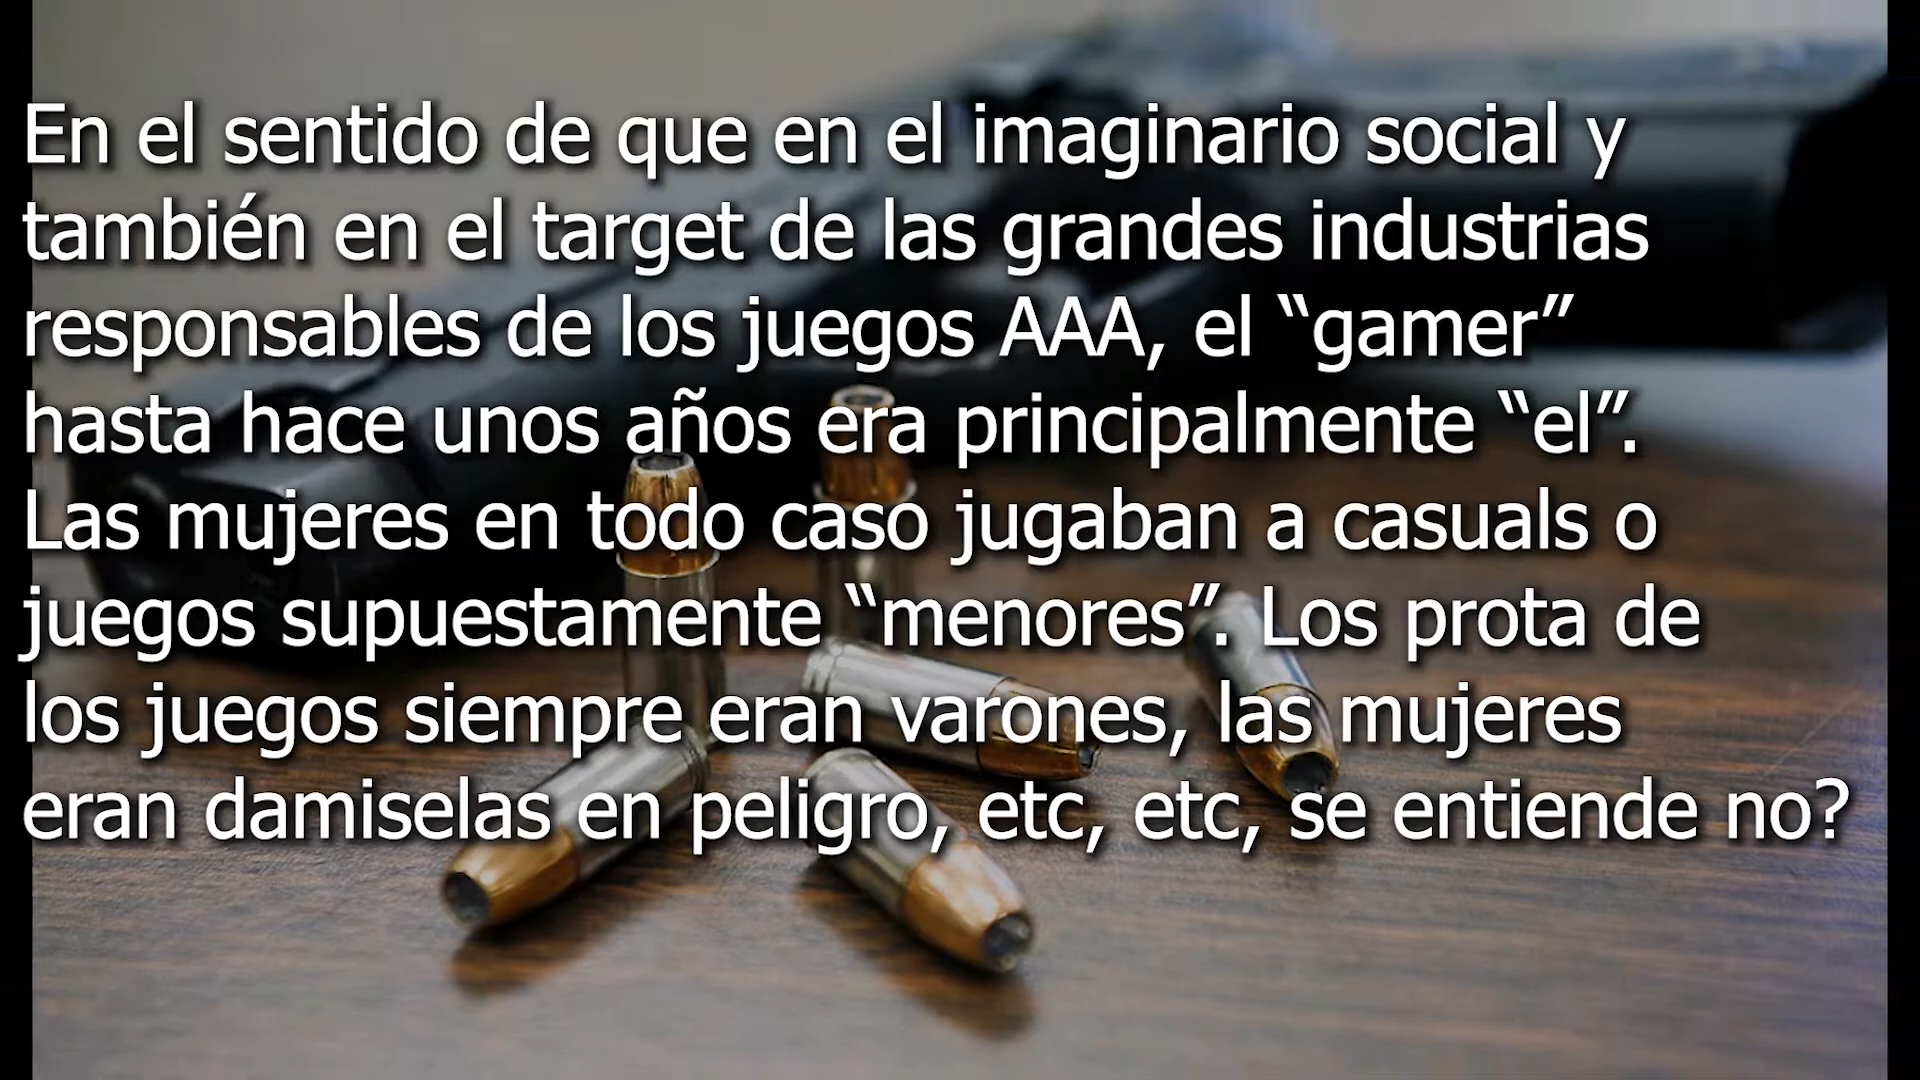 En el sentido de que en el imaginario social y
también en el target de las grandes industrias
responsables de los juegos AAA, el “gamer”
hasta hace unos años era principalmente “el”.
Las mujeres en todo caso jugaban a casuals o
juegos supuestamente “menores”. Los prota de
los juegos siempre eran varones, las mujeres
eran damiselas en peligro, etc, etc, se entiende no?